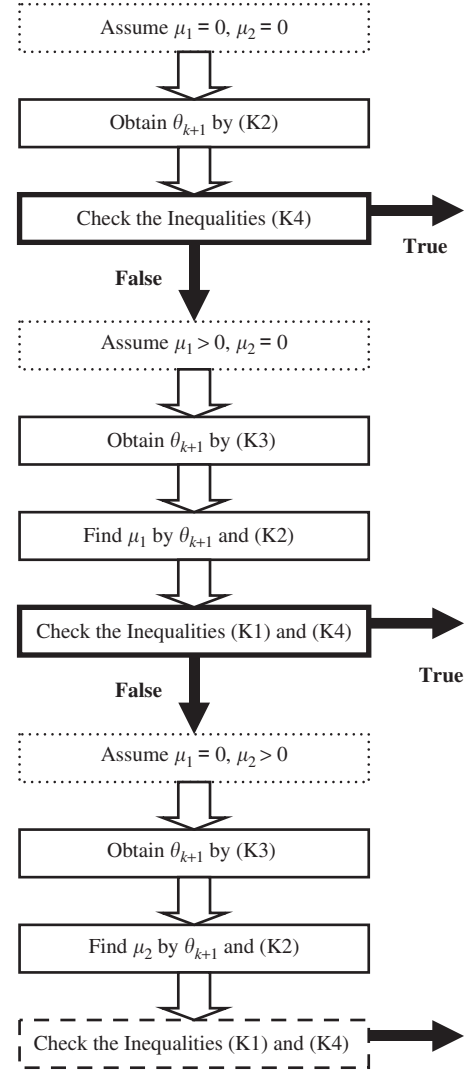 Assume μ₁ = 0, μ₂ = 0
Obtain θₖ₊₁ by (K2)
Check the Inequalities (K4)
True
False
Assume μ₁ > 0, μ₂ = 0
Obtain θₖ₊₁ by (K3)
Find μ₁ by θₖ₊₁ and (K2)
Check the Inequalities (K1) and (K4)
True
False
Assume μ₁ = 0, μ₂ > 0
Obtain θₖ₊₁ by (K3)
Find μ₂ by θₖ₊₁ and (K2)
Check the Inequalities (K1) and (K4)